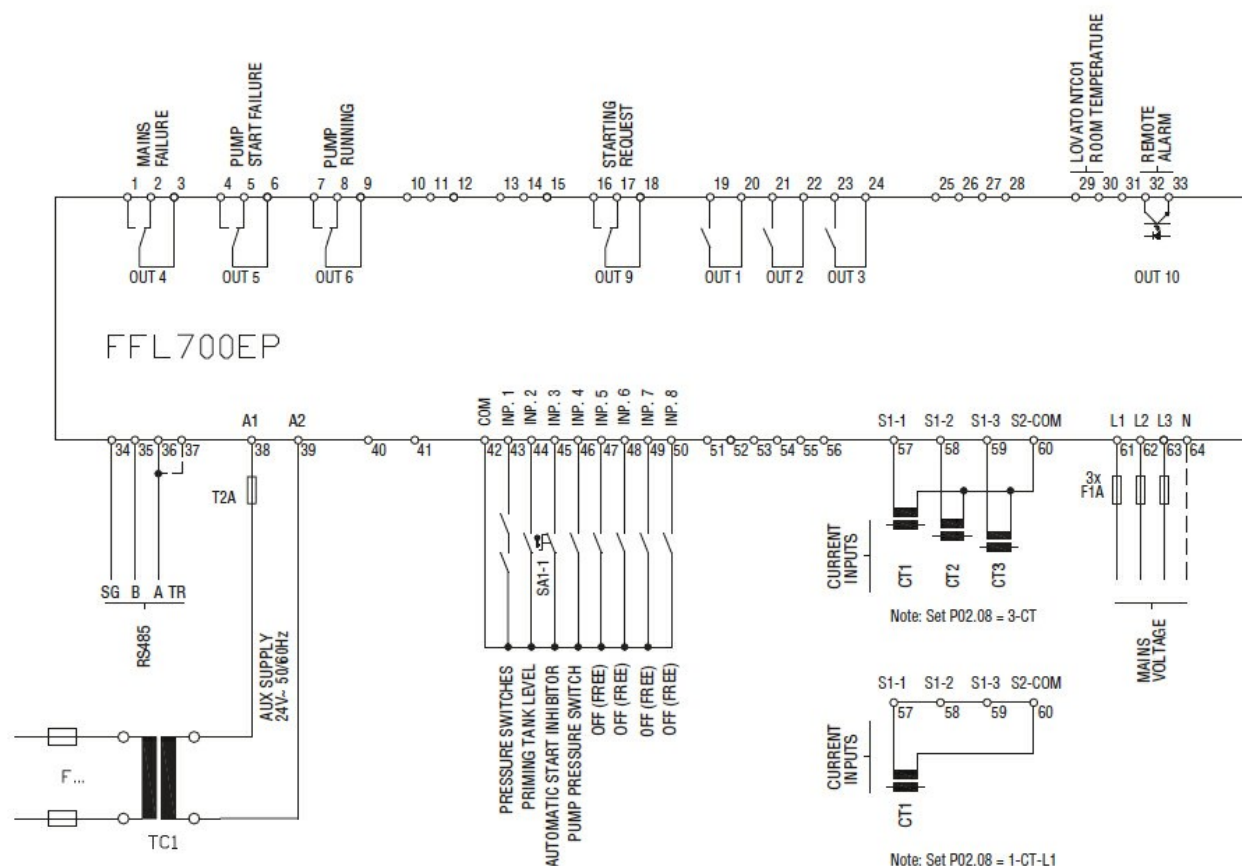 MAINS
FAILURE
PUMP
START FAILURE
PUMP
RUNNING
STARTING
REQUEST
LOVATO NTC01
ROOM TEMPERATURE
REMOTE
ALARM
1 2 3 4 5 6 7 8 9 10 11 12 13 14 15 16 17 18 19 20 21 22 23 24 25 26 27 28 29 30 31 32 33
OUT 4 OUT 5 OUT 6 OUT 9 OUT 1 OUT 2 OUT 3 OUT 10
FFL700EP
A1 A2 COM INP. 1 INP. 2 INP. 3 INP. 4 INP. 5 INP. 6 INP. 7 INP. 8 S1-1 S1-2 S1-3 S2-COM L1 L2 L3 N
34 35 36 37 38 39 40 41 42 43 44 45 46 47 48 49 50 51 52 53 54 55 56 57 58 59 60 61 62 63 64
T2A
3x
F1A
SA1-1
CURRENT
INPUTS
CT1 CT2 CT3
Note: Set P02.08 = 3-CT
SG B A TR
RS485
AUX SUPPLY
24V~ 50/60Hz
MAINS
VOLTAGE
PRESSURE SWITCHES
PRIMING TANK LEVEL
AUTOMATIC START INHIBITOR
PUMP PRESSURE SWITCH
OFF (FREE)
OFF (FREE)
OFF (FREE)
OFF (FREE)
S1-1 S1-2 S1-3 S2-COM
57 58 59 60
CURRENT
INPUTS
CT1
F...
TC1
Note: Set P02.08 = 1-CT-L1